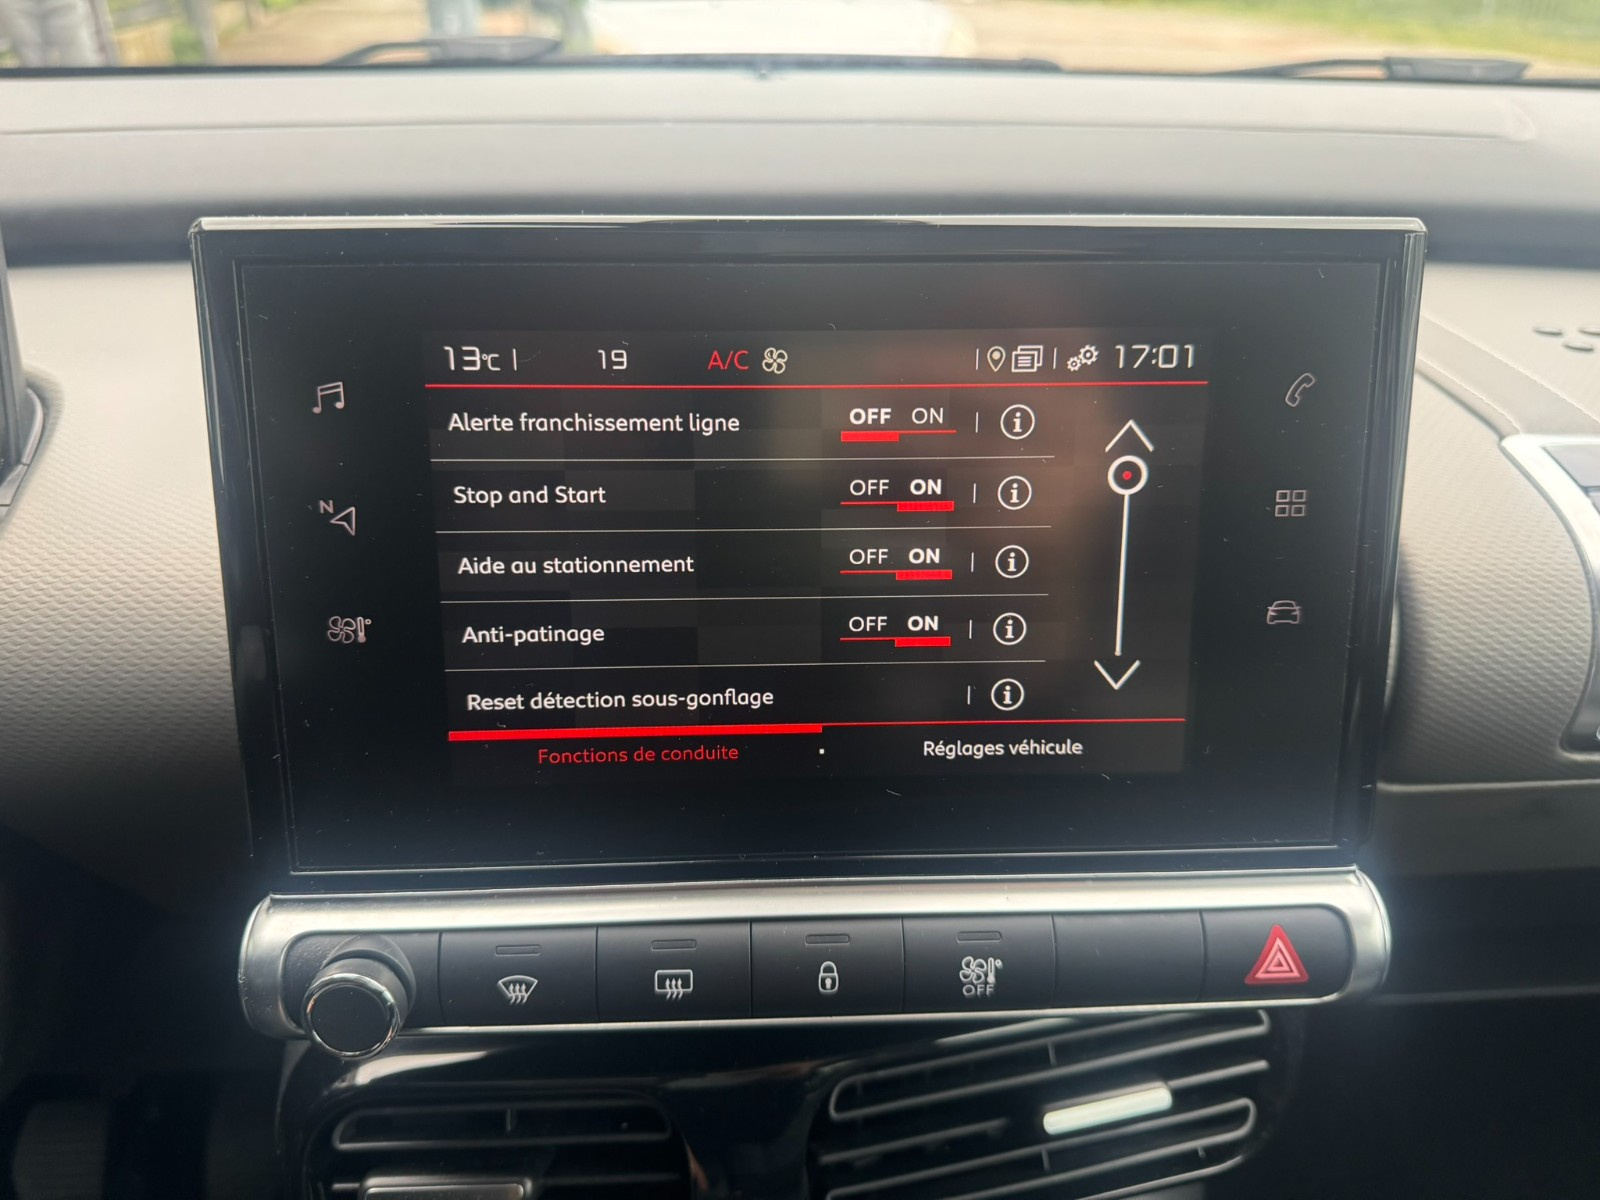 13°C | 19 A/C | | 17:01
Alerte franchissement ligne OFF ON | i
Stop and Start OFF ON | i
Aide au stationnement OFF ON | i
Anti-patinage OFF ON | i
Reset détection sous-gonflage | i
Fonctions de conduite · Réglages véhicule
N
OFF